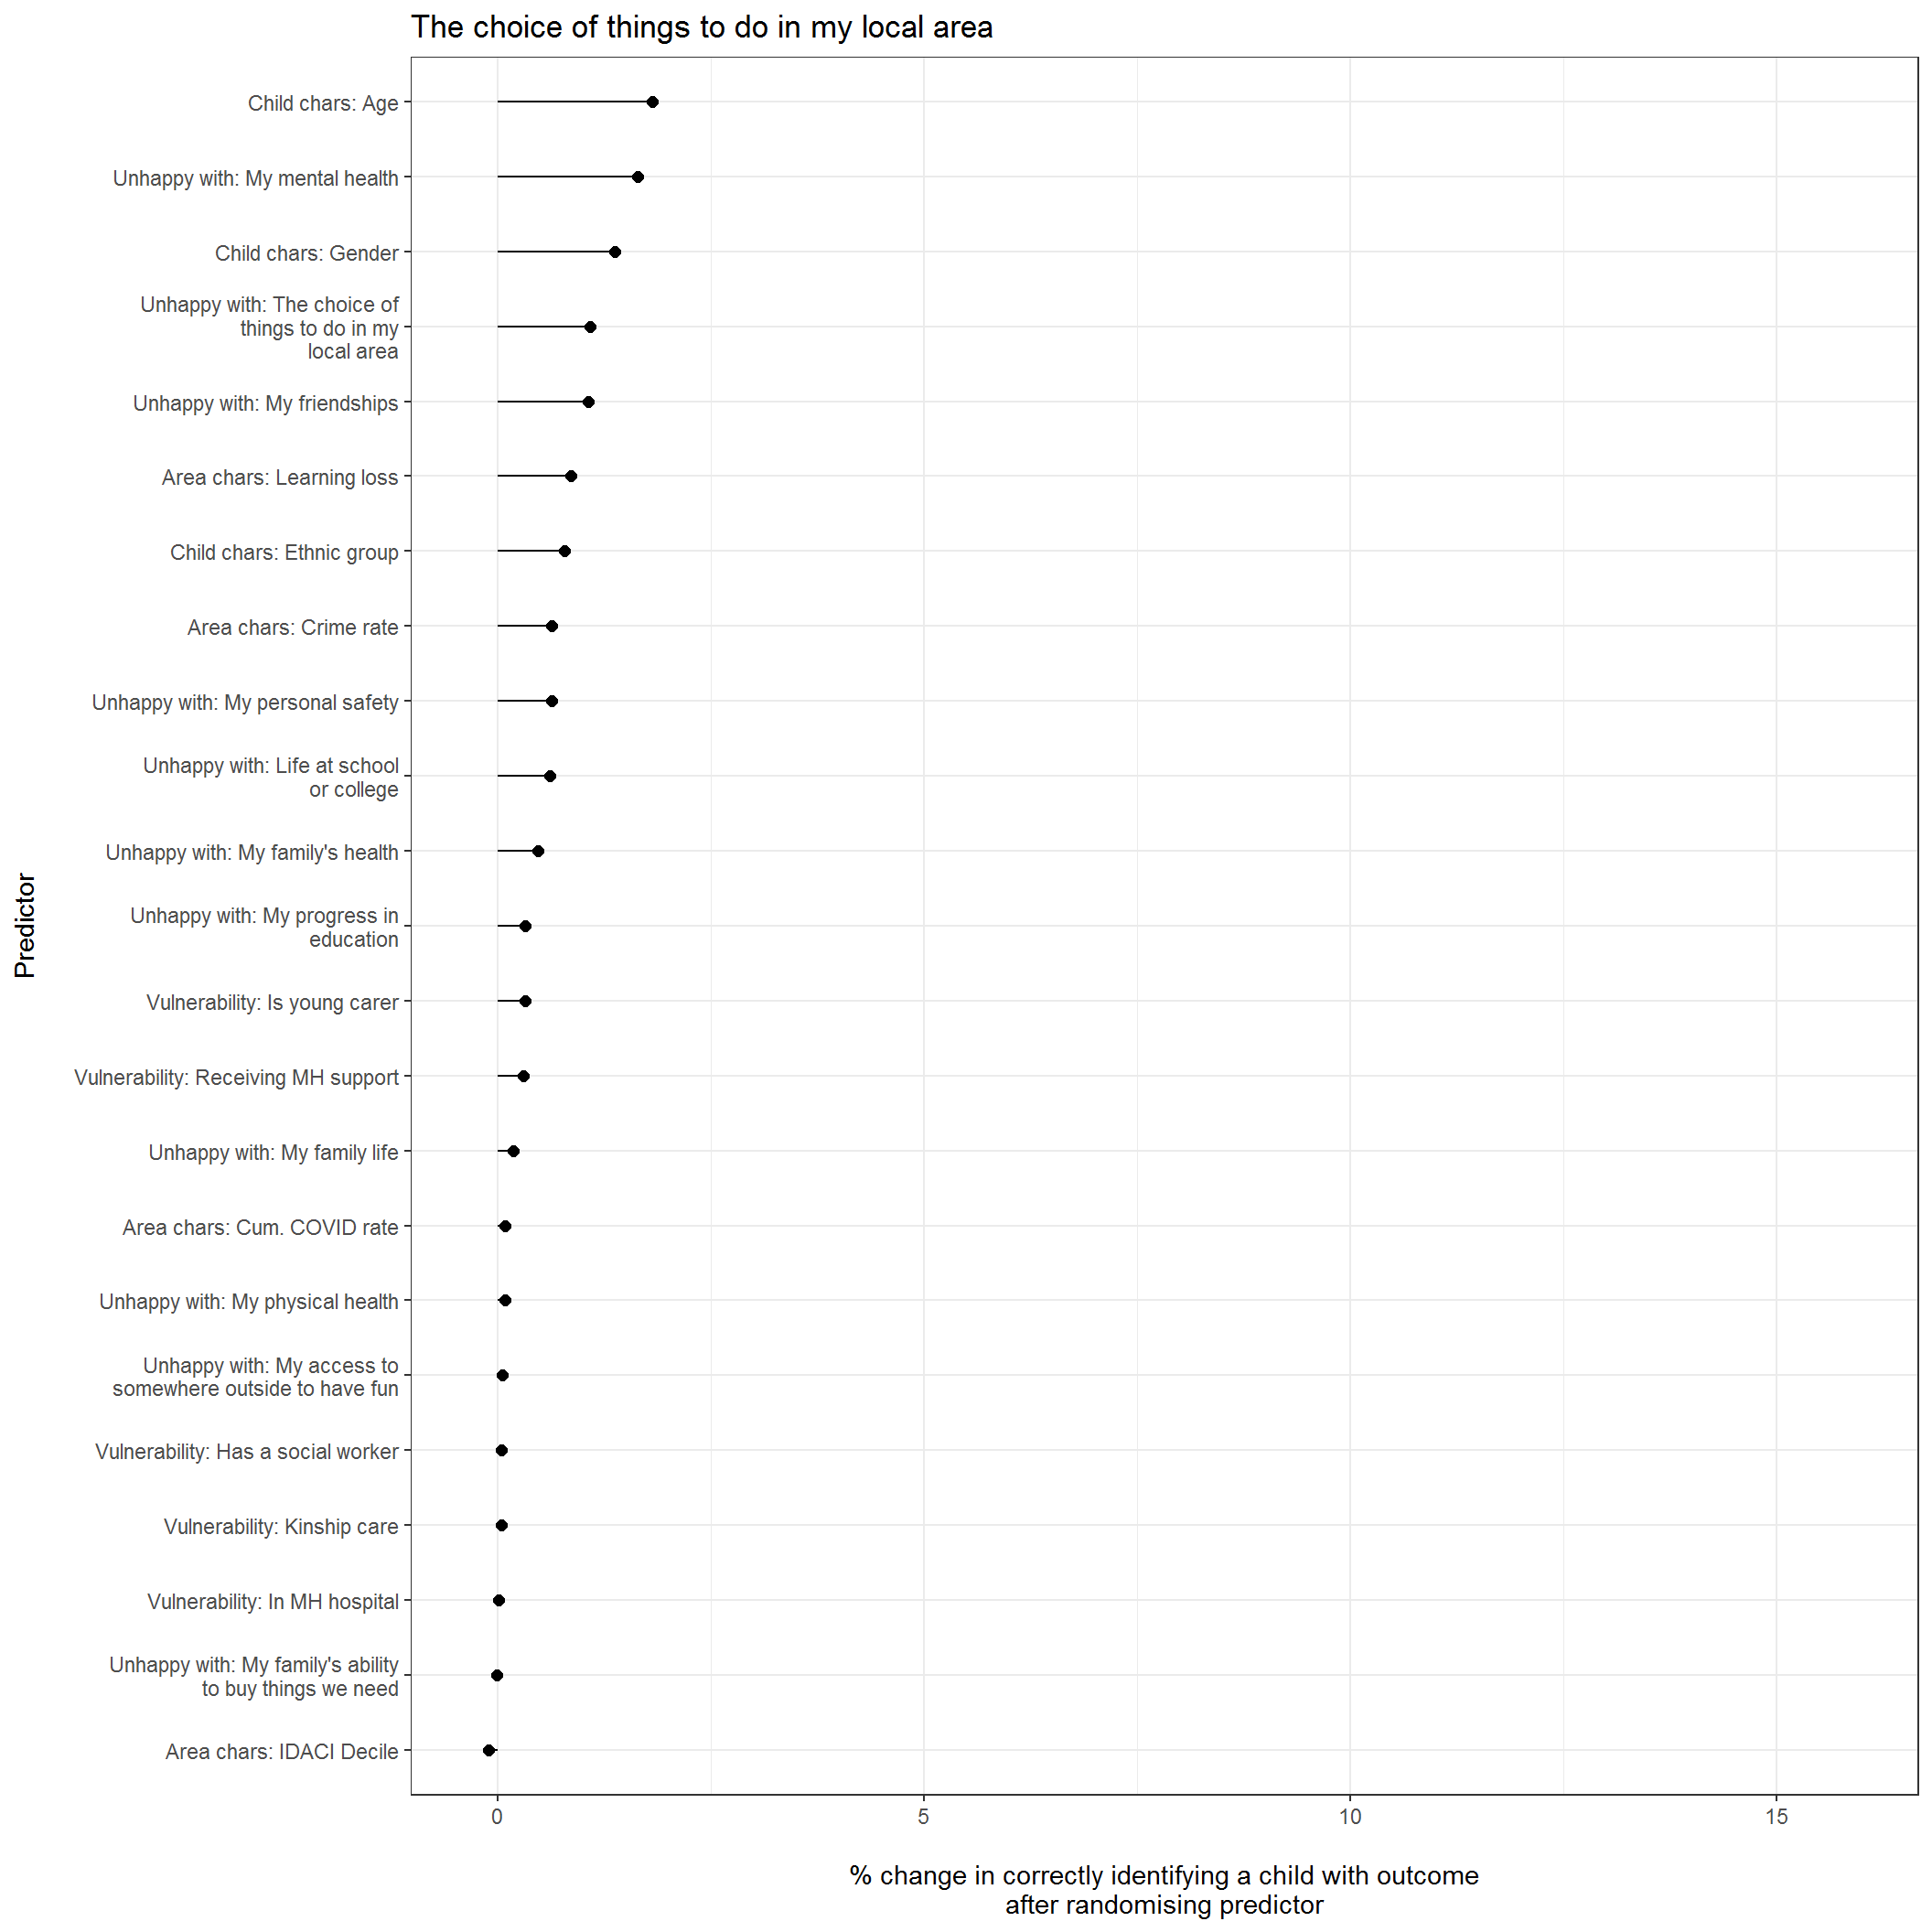 The choice of things to do in my local area
Child chars: Age
Unhappy with: My mental health
Child chars: Gender
Unhappy with: The choice of
things to do in my
local area
Unhappy with: My friendships
Area chars: Learning loss
Child chars: Ethnic group
Area chars: Crime rate
Unhappy with: My personal safety
Unhappy with: Life at school
or college
Unhappy with: My family's health
Unhappy with: My progress in
education
Vulnerability: Is young carer
Vulnerability: Receiving MH support
Unhappy with: My family life
Area chars: Cum. COVID rate
Unhappy with: My physical health
Unhappy with: My access to
somewhere outside to have fun
Vulnerability: Has a social worker
Vulnerability: Kinship care
Vulnerability: In MH hospital
Unhappy with: My family's ability
to buy things we need
Area chars: IDACI Decile
Predictor
0 5 10 15
% change in correctly identifying a child with outcome
after randomising predictor